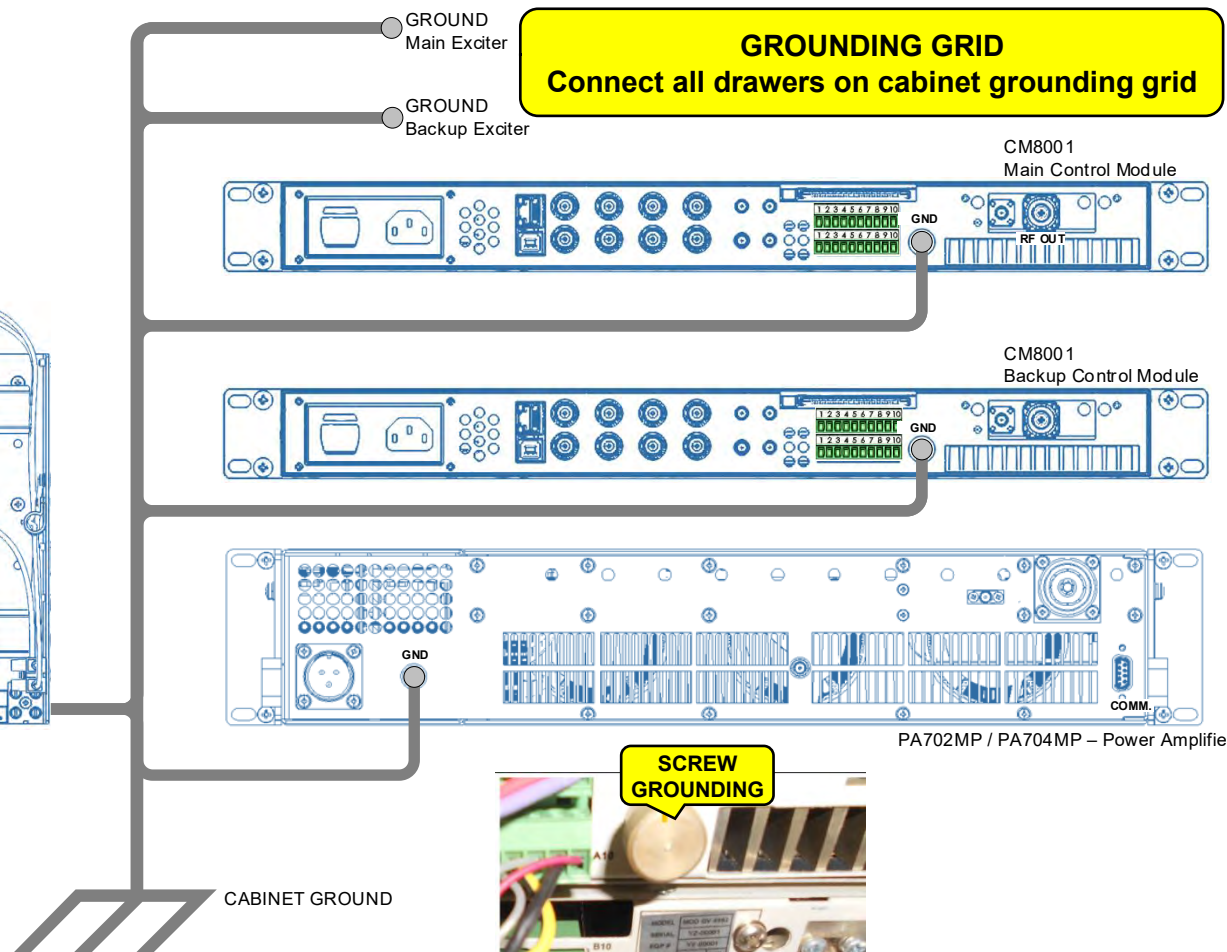 GROUND
Main Exciter
GROUNDING GRID
Connect all drawers on cabinet grounding grid
GROUND
Backup Exciter
CM8001
Main Control Module
1 2 3 4 5 6 7 8 9 10
1 2 3 4 5 6 7 8 9 10
GND
RF OUT
CM8001
Backup Control Module
1 2 3 4 5 6 7 8 9 10
1 2 3 4 5 6 7 8 9 10
GND
GND
COMM.
PA702MP / PA704MP – Power Amplifie
SCREW
GROUNDING
A10
B10
MODEL
SERIAL
CABINET GROUND